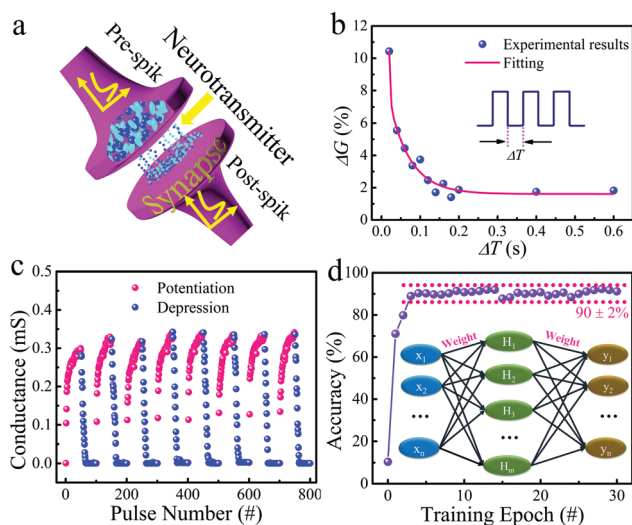 a
Pre-spik
Neurotransmitter
Synapse
Post-spik
b
ΔG (%)
12
10
8
6
4
2
0
Experimental results
Fitting
ΔT
0.0 0.1 0.2 0.3 0.4 0.5 0.6
ΔT (s)
c
Conductance (mS)
0.5
0.4
0.3
0.2
0.1
0.0
Potentiation
Depression
0 200 400 600 800
Pulse Number (#)
d
Accuracy (%)
100
80
60
40
20
0
90 ± 2%
Weight Weight
x1 H1 y1
x2 H2 y2
H3
... ... ...
xn Hm yn
0 10 20 30
Training Epoch (#)